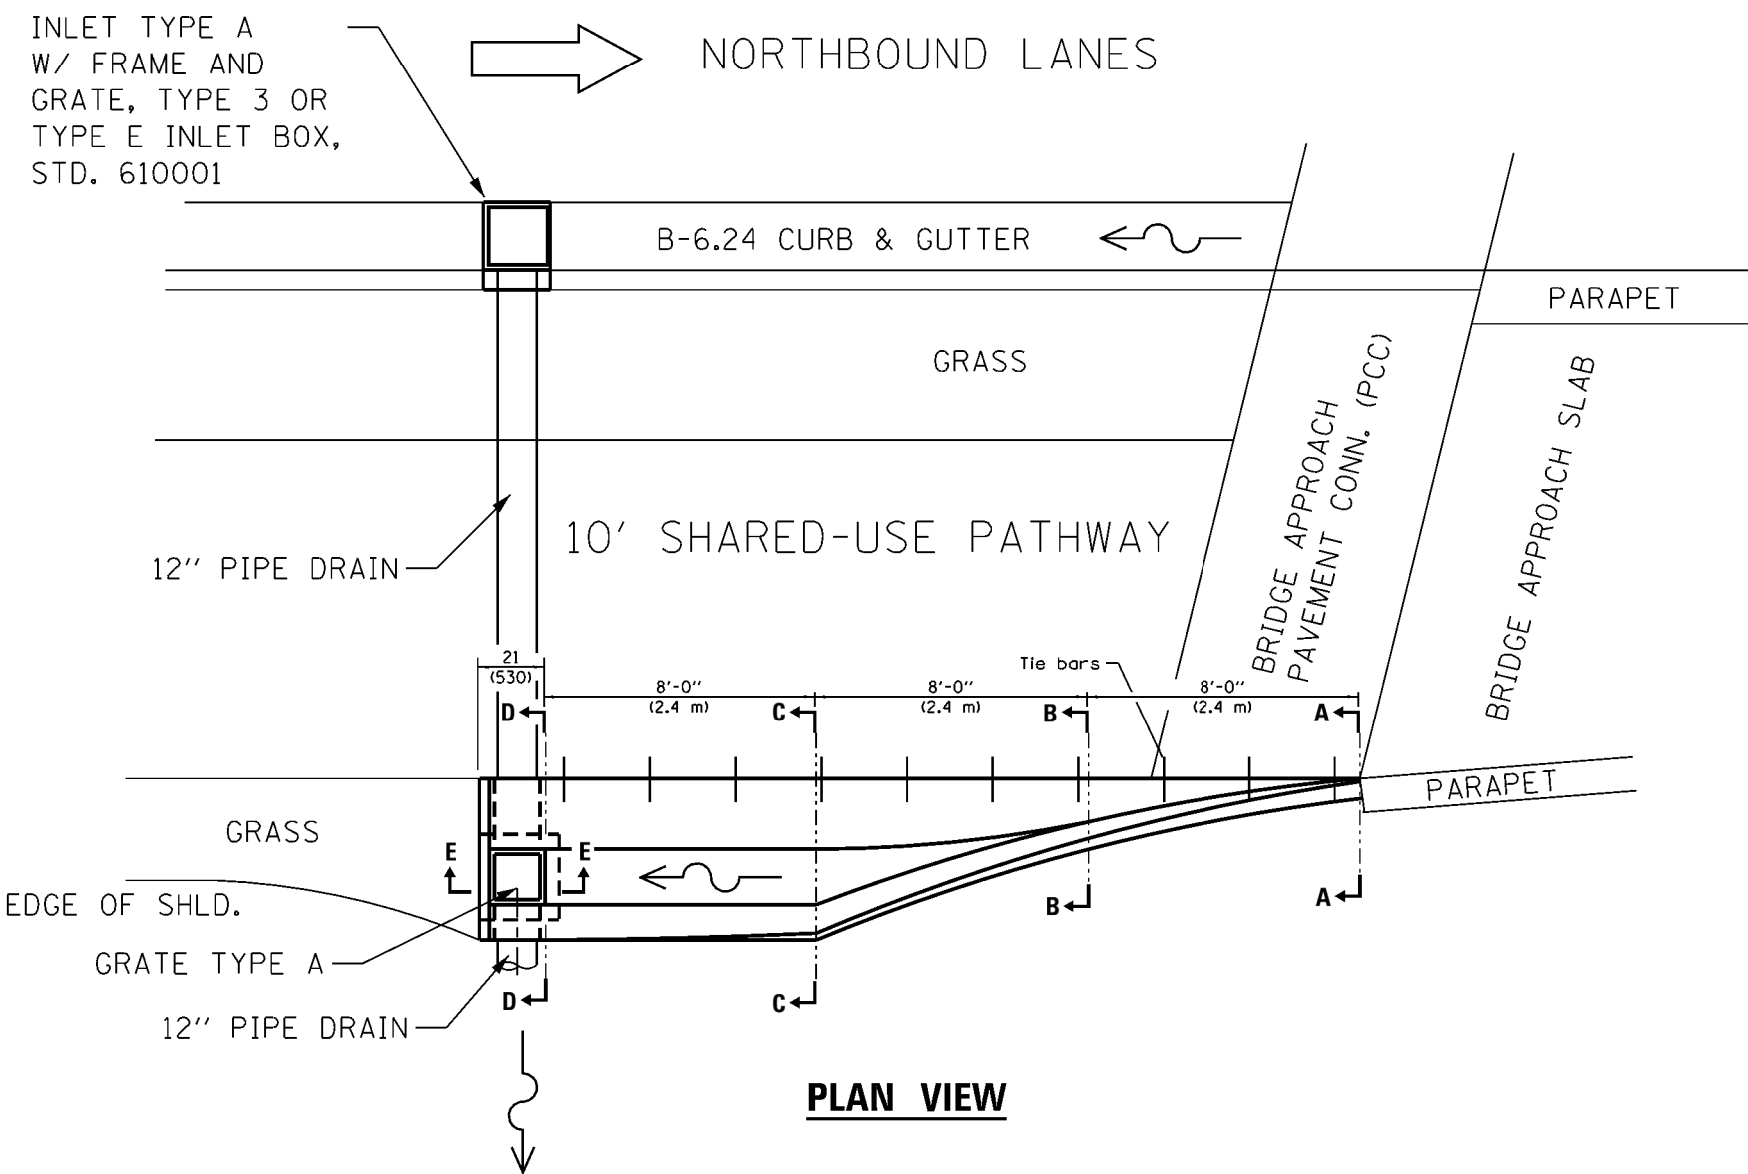 INLET TYPE A
W/ FRAME AND
GRATE, TYPE 3 OR
TYPE E INLET BOX,
STD. 610001
NORTHBOUND LANES
B-6.24 CURB & GUTTER
PARAPET
GRASS
BRIDGE APPROACH
PAVEMENT CONN. (PCC)
BRIDGE APPROACH SLAB
10' SHARED-USE PATHWAY
12" PIPE DRAIN
21
(530)
Tie bars
8'-0"
(2.4 m)
8'-0"
(2.4 m)
8'-0"
(2.4 m)
D
C
B
A
PARAPET
GRASS
E
E
EDGE OF SHLD.
B
A
GRATE TYPE A
D
C
12" PIPE DRAIN
PLAN VIEW